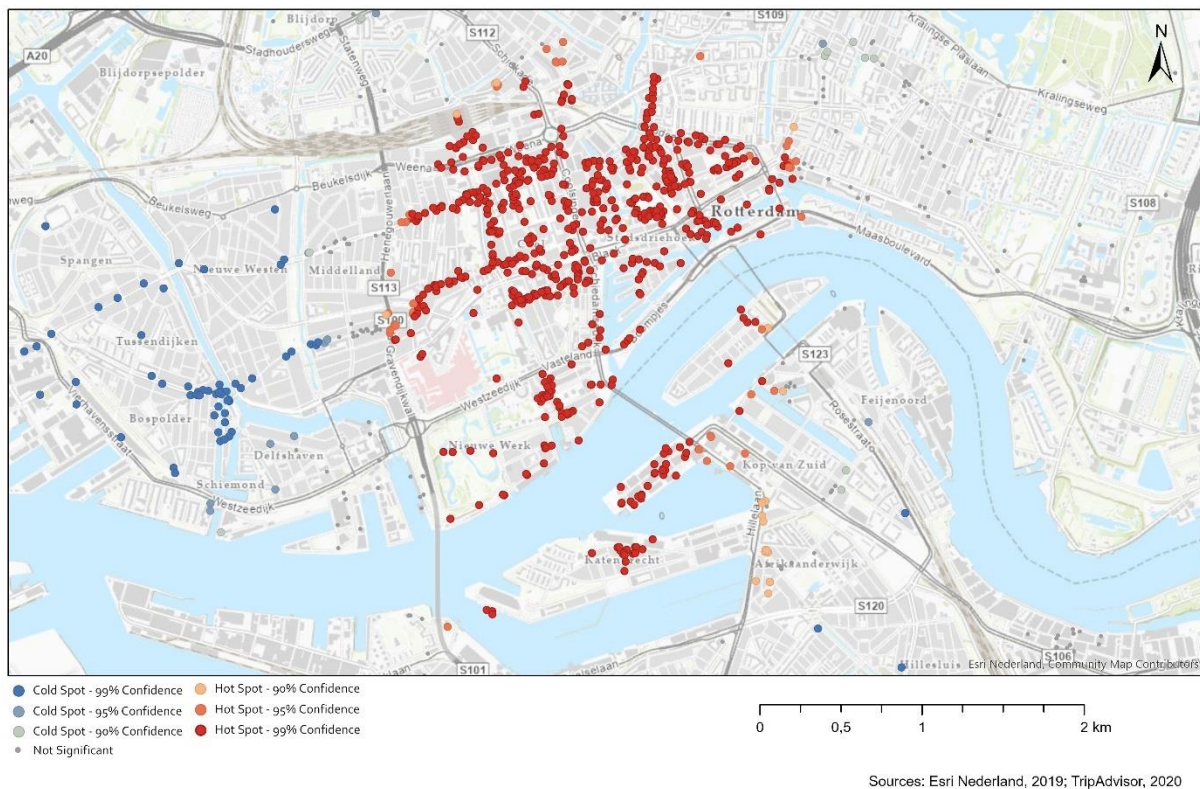 Blijdorp
S109
S112
Kralingse Plaslaan
A20
Stadhoudersweg
Statenweg
N
Blijdorpsepolder
Kralingseweg
Weena
Beukelsdijk
Beukelsweg
S108
Rotterdam
Maasboulevard
Spangen
Nieuwe Westen
Middelland
S113
S100
Tussendijken
Vasteland
S123
Westzeedijk
Bospolder
Feijenoord
Rosestraat
Nieuwe Werk
Delfshaven
Kop van Zuid
Schiemond
Westzeedijk
Hillelaan
Katendrecht
Afrikaanderwijk
S120
S106
S101
Hillesluis
Esri Nederland, Community Map Contributors
Cold Spot - 99% Confidence
Hot Spot - 90% Confidence
Cold Spot - 95% Confidence
Hot Spot - 95% Confidence
Cold Spot - 90% Confidence
Hot Spot - 99% Confidence
Not Significant
0 0,5 1 2 km
Sources: Esri Nederland, 2019; TripAdvisor, 2020